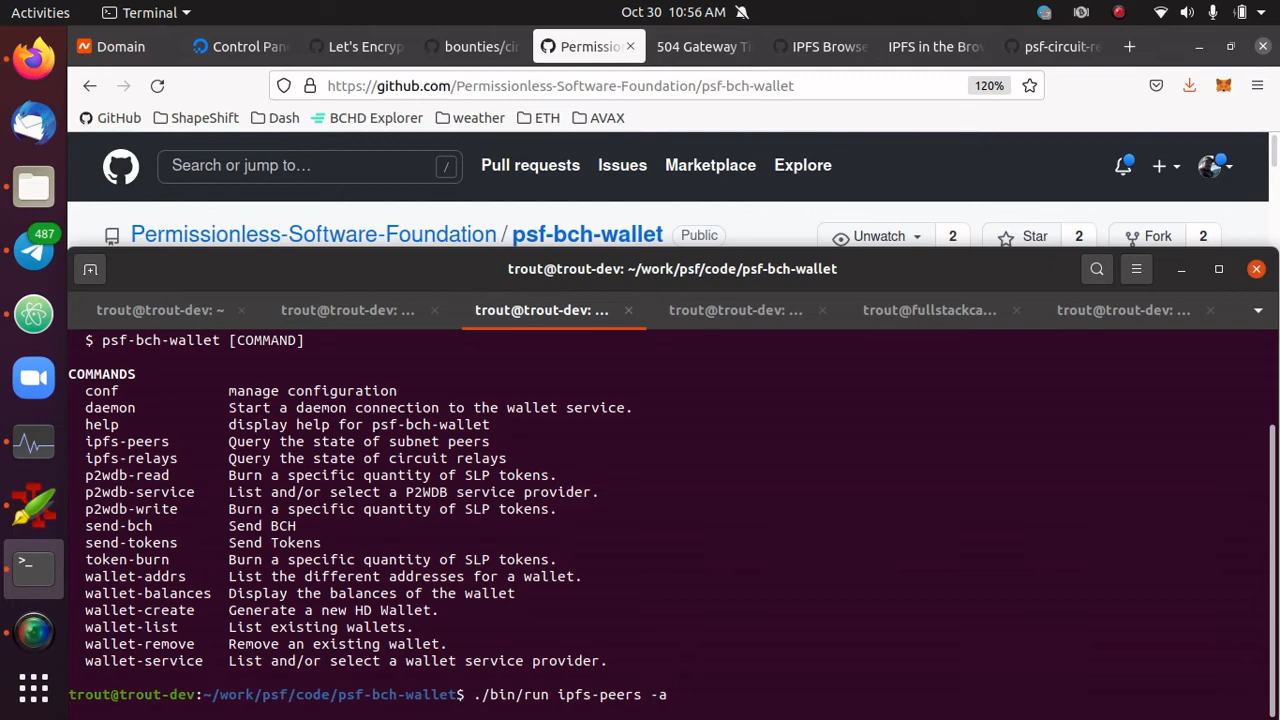 Activities Terminal Oct 30 10:56 AM
Domain Control Pan Let's Encryp bounties/cir Permissio 504 Gateway Ti IPFS Browse IPFS in the Bro psf-circuit-re
https://github.com/Permissionless-Software-Foundation/psf-bch-wallet 120%
GitHub ShapeShift Dash BCHD Explorer weather ETH AVAX
Search or jump to… / Pull requests Issues Marketplace Explore
Permissionless-Software-Foundation / psf-bch-wallet Public Unwatch 2 Star 2 Fork 2
487
trout@trout-dev: ~/work/psf/code/psf-bch-wallet
trout@trout-dev: ~ trout@trout-dev: ... trout@trout-dev: ... trout@trout-dev: ... trout@fullstackca... trout@trout-dev: ...
$ psf-bch-wallet [COMMAND]
COMMANDS
conf manage configuration
daemon Start a daemon connection to the wallet service.
help display help for psf-bch-wallet
ipfs-peers Query the state of subnet peers
ipfs-relays Query the state of circuit relays
p2wdb-read Burn a specific quantity of SLP tokens.
p2wdb-service List and/or select a P2WDB service provider.
p2wdb-write Burn a specific quantity of SLP tokens.
send-bch Send BCH
send-tokens Send Tokens
token-burn Burn a specific quantity of SLP tokens.
wallet-addrs List the different addresses for a wallet.
wallet-balances Display the balances of the wallet
wallet-create Generate a new HD Wallet.
wallet-list List existing wallets.
wallet-remove Remove an existing wallet.
wallet-service List and/or select a wallet service provider.
trout@trout-dev:~/work/psf/code/psf-bch-wallet$ ./bin/run ipfs-peers -a